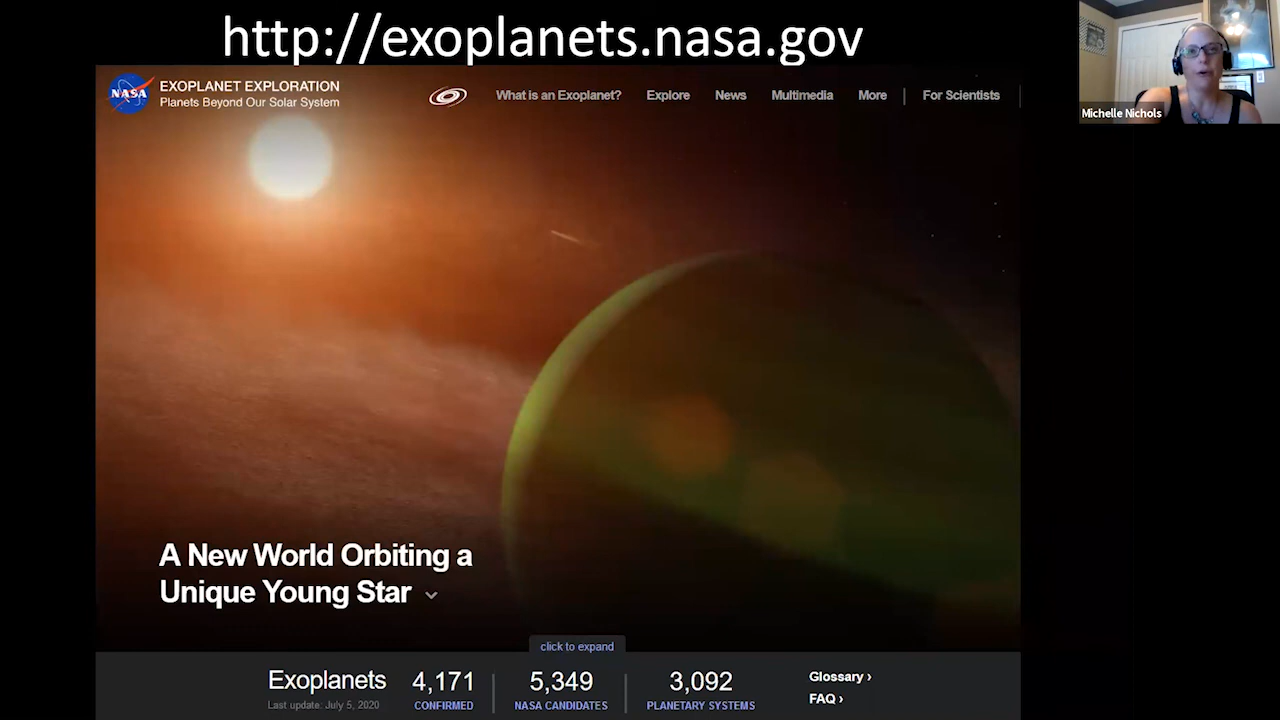 http://exoplanets.nasa.gov
NASA
EXOPLANET EXPLORATION
Planets Beyond Our Solar System
What is an Exoplanet? Explore News Multimedia More For Scientists
Michelle Nichols
A New World Orbiting a
Unique Young Star
click to expand
Exoplanets
Last update: July 5, 2020
4,171
CONFIRMED
5,349
NASA CANDIDATES
3,092
PLANETARY SYSTEMS
Glossary ›
FAQ ›